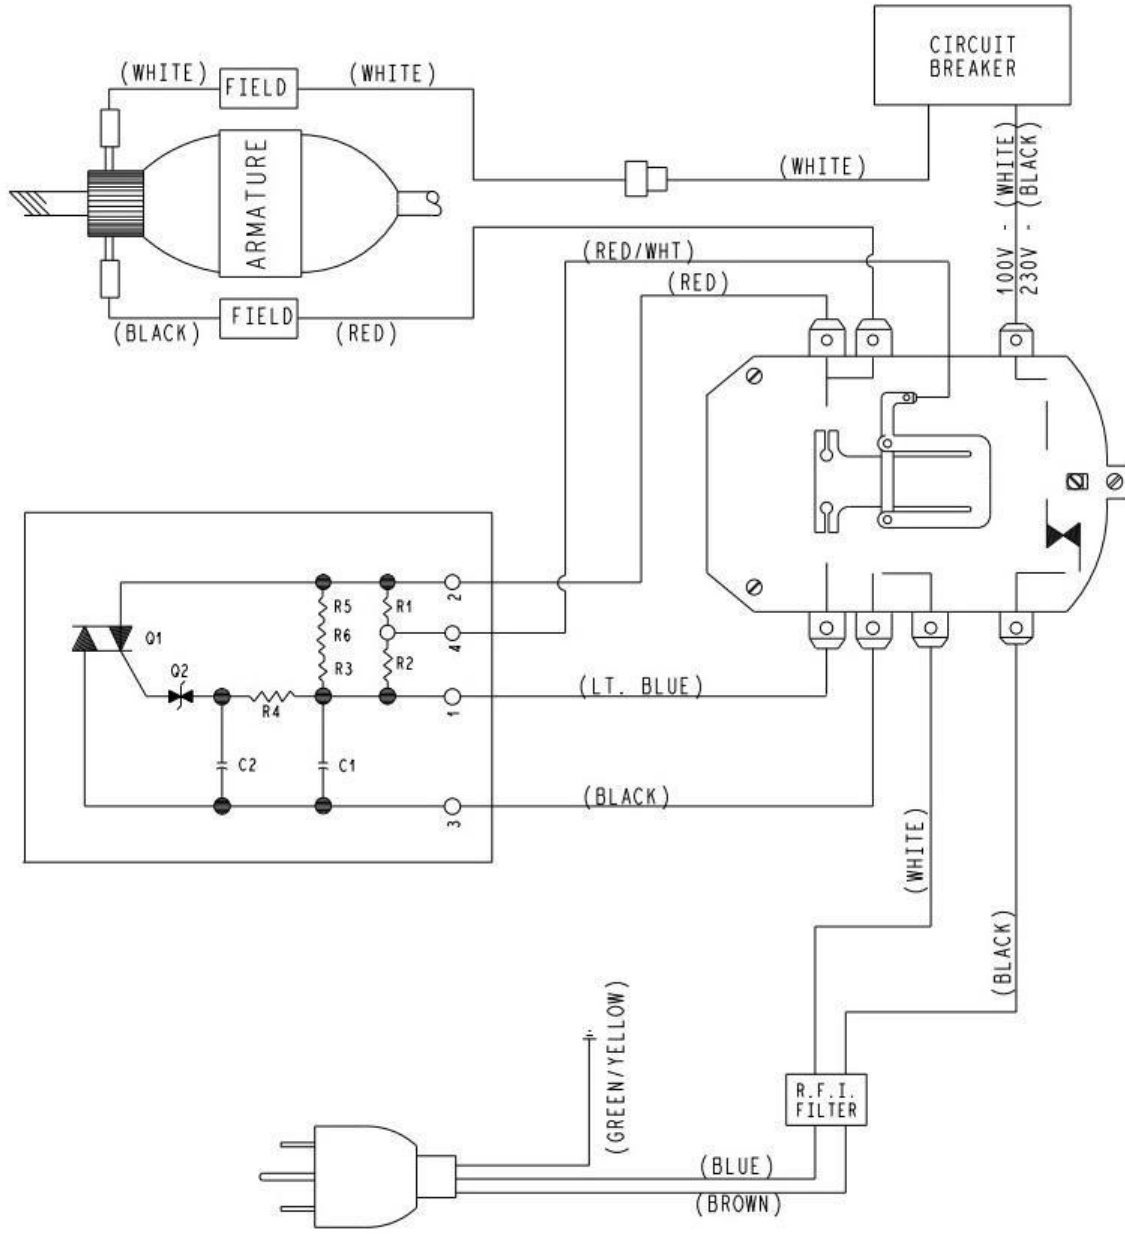 CIRCUIT
BREAKER
(WHITE)
FIELD
(WHITE)
ARMATURE
(WHITE)
100V - (WHITE)
230V - (BLACK)
(RED/WHT)
(RED)
(BLACK)
FIELD
(RED)
R5
R1
2
Q1
R6
4
Q2
R3
R2
(LT. BLUE)
R4
1
C2
C1
(BLACK)
3
(WHITE)
(BLACK)
(GREEN/YELLOW)
R.F.I.
FILTER
(BLUE)
(BROWN)